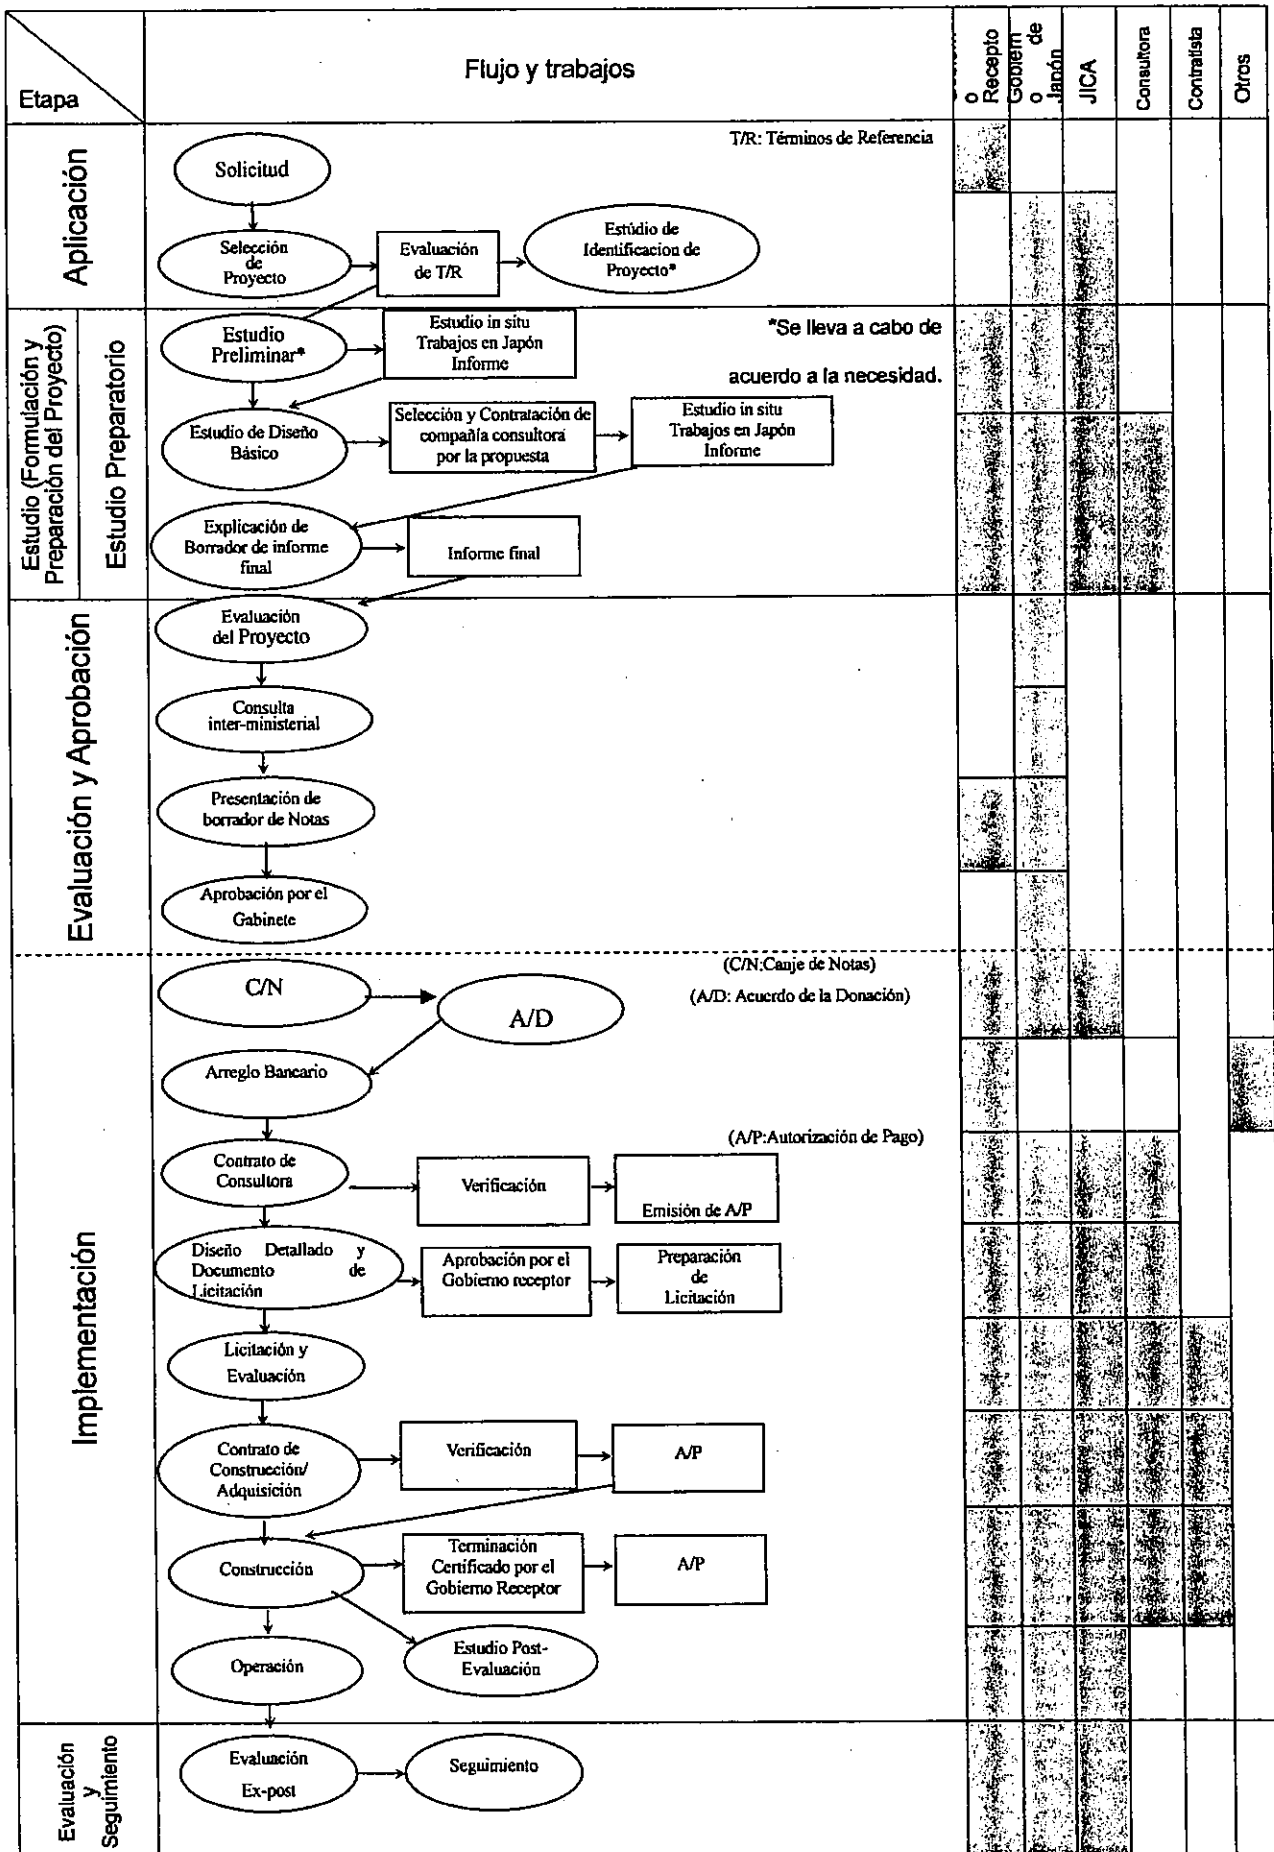 Etapa
Flujo y trabajos
o
Recepto
Gobiern
o de
Japón
JICA
Consultora
Contratista
Otros
Aplicación
T/R: Términos de Referencia
Solicitud
Selección
de
Proyecto
Evaluación
de T/R
Estúdio de
Identificacion de
Proyecto*
Estudio (Formulación y
Preparación del Proyecto)
Estudio Preparatorio
Estudio
Preliminar*
Estudio in situ
Trabajos en Japón
Informe
*Se lleva a cabo de
acuerdo a la necesidad.
Estudio de Diseño
Básico
Selección y Contratación de
compañía consultora
por la propuesta
Estudio in situ
Trabajos en Japón
Informe
Explicación de
Borrador de informe
final
Informe final
Evaluación y Aprobación
Evaluación
del Proyecto
Consulta
inter-ministerial
Presentación de
borrador de Notas
Aprobación por el
Gabinete
Implementación
C/N
A/D
(C/N:Canje de Notas)
(A/D: Acuerdo de la Donación)
Arreglo Bancario
(A/P:Autorización de Pago)
Contrato de
Consultora
Verificación
Emisión de A/P
Diseño Detallado y
Documento de
Licitación
Aprobación por el
Gobierno receptor
Preparación
de
Licitación
Licitación y
Evaluación
Contrato de
Construcción/
Adquisición
Verificación
A/P
Construcción
Terminación
Certificado por el
Gobierno Receptor
A/P
Estudio Post-
Evaluación
Operación
Evaluación
y
Seguimiento
Evaluación
Ex-post
Seguimiento